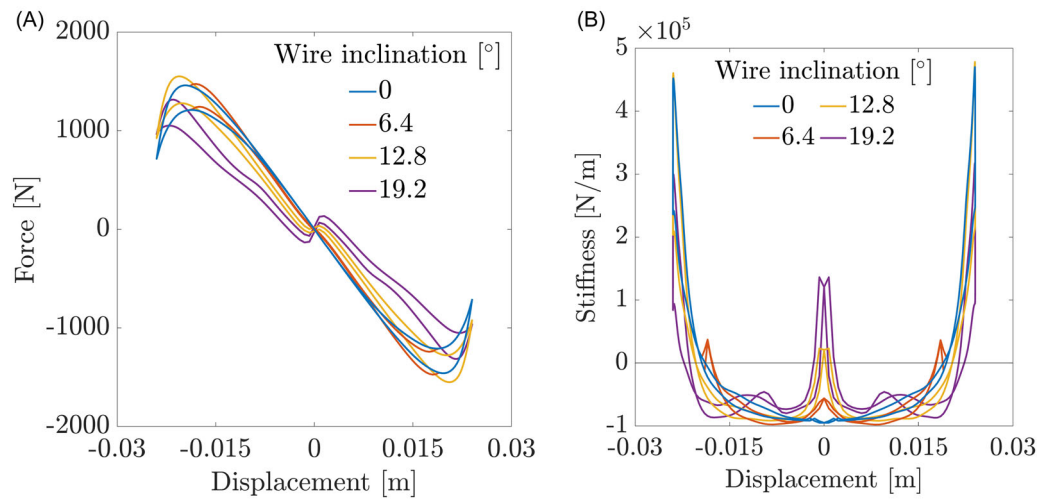 (A)
2000
1000
0
-1000
-2000
Force [N]
-0.03 -0.015 0 0.015 0.03
Displacement [m]
Wire inclination [°]
0
6.4
12.8
19.2
(B)
×10⁵
5
4
3
2
1
0
-1
Stiffness [N/m]
-0.03 -0.015 0 0.015 0.03
Displacement [m]
Wire inclination [°]
0 12.8
6.4 19.2